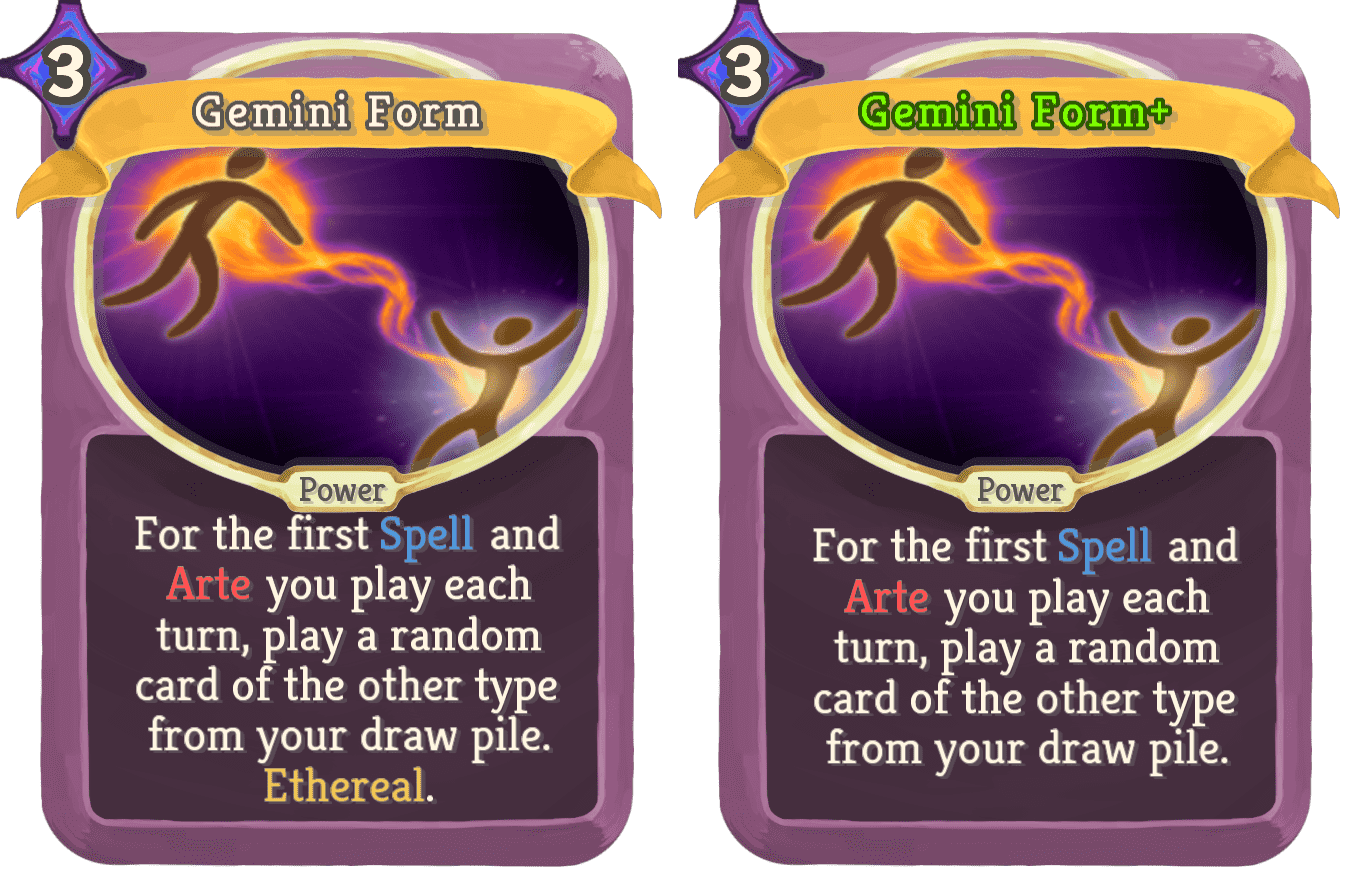 3
Gemini Form
Power
For the first Spell and
Arte you play each
turn, play a random
card of the other type
from your draw pile.
Ethereal.
3
Gemini Form+
Power
For the first Spell and
Arte you play each
turn, play a random
card of the other type
from your draw pile.